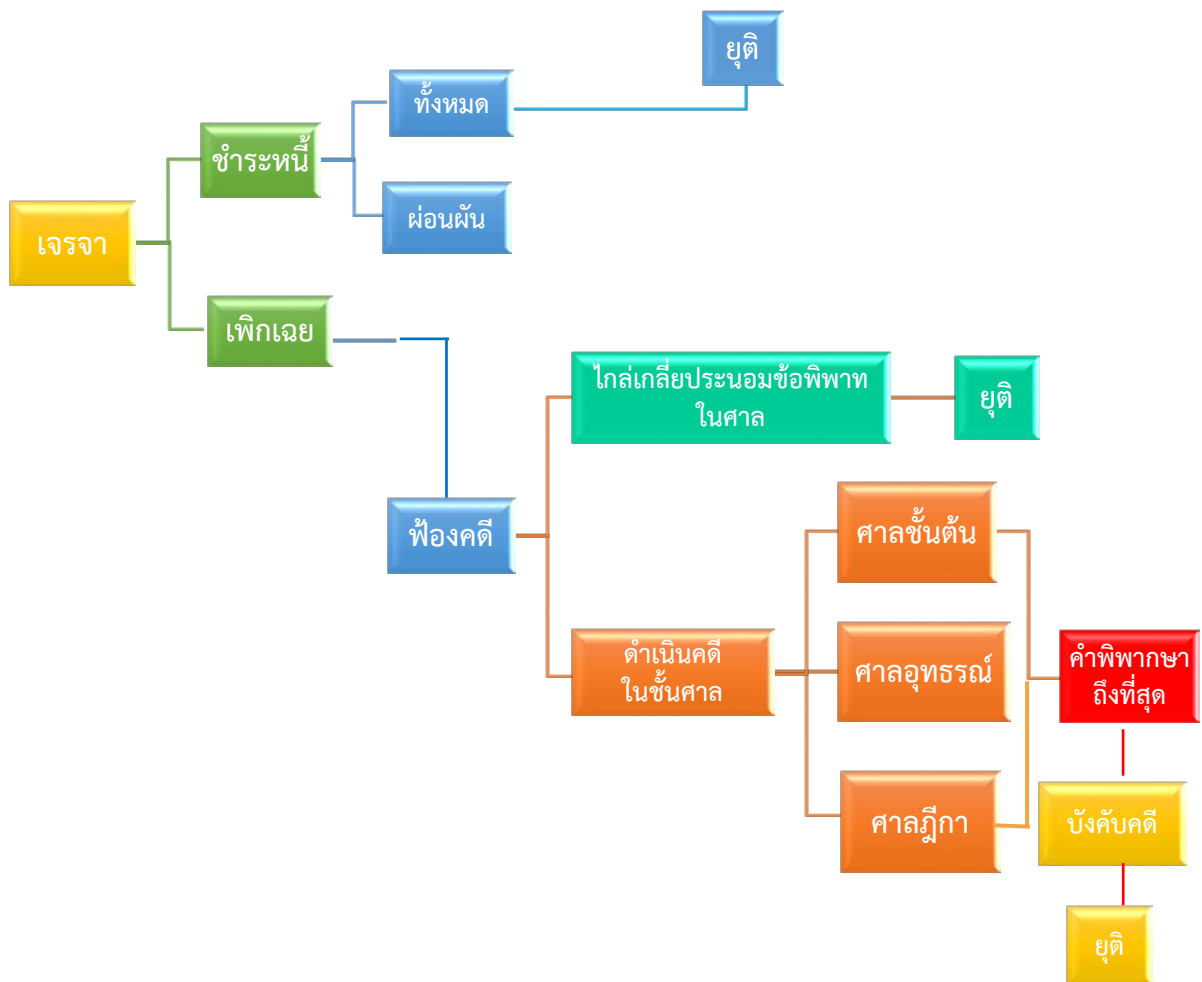 ยุติ
ทั้งหมด
ชำระหนี้
ผ่อนผัน
เจรจา
เพิกเฉย
ไกล่เกลี่ยประนอมข้อพิพาท
ในศาล
ยุติ
ฟ้องคดี
ศาลชั้นต้น
ดำเนินคดี
ในชั้นศาล
ศาลอุทธรณ์
คำพิพากษา
ถึงที่สุด
ศาลฎีกา
บังคับคดี
ยุติ